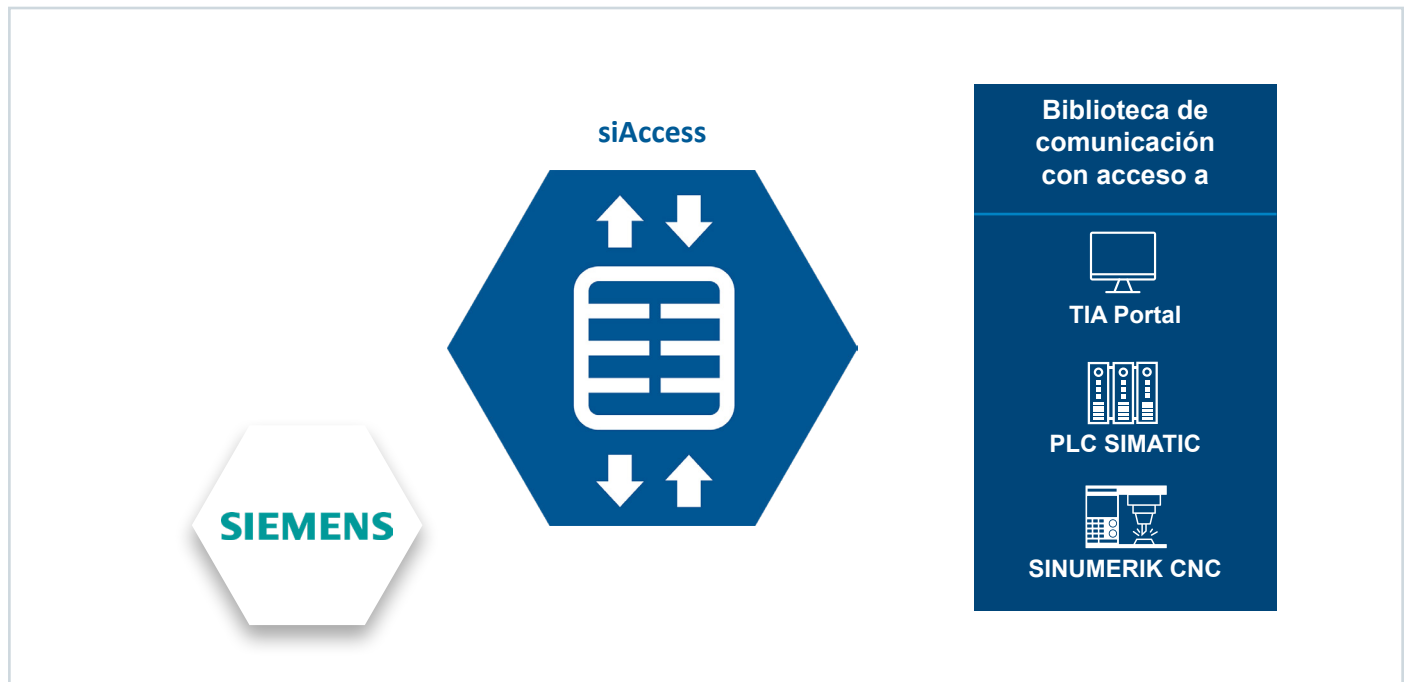 siAccess
SIEMENS
Biblioteca de
comunicación
con acceso a
TIA Portal
PLC SIMATIC
SINUMERIK CNC